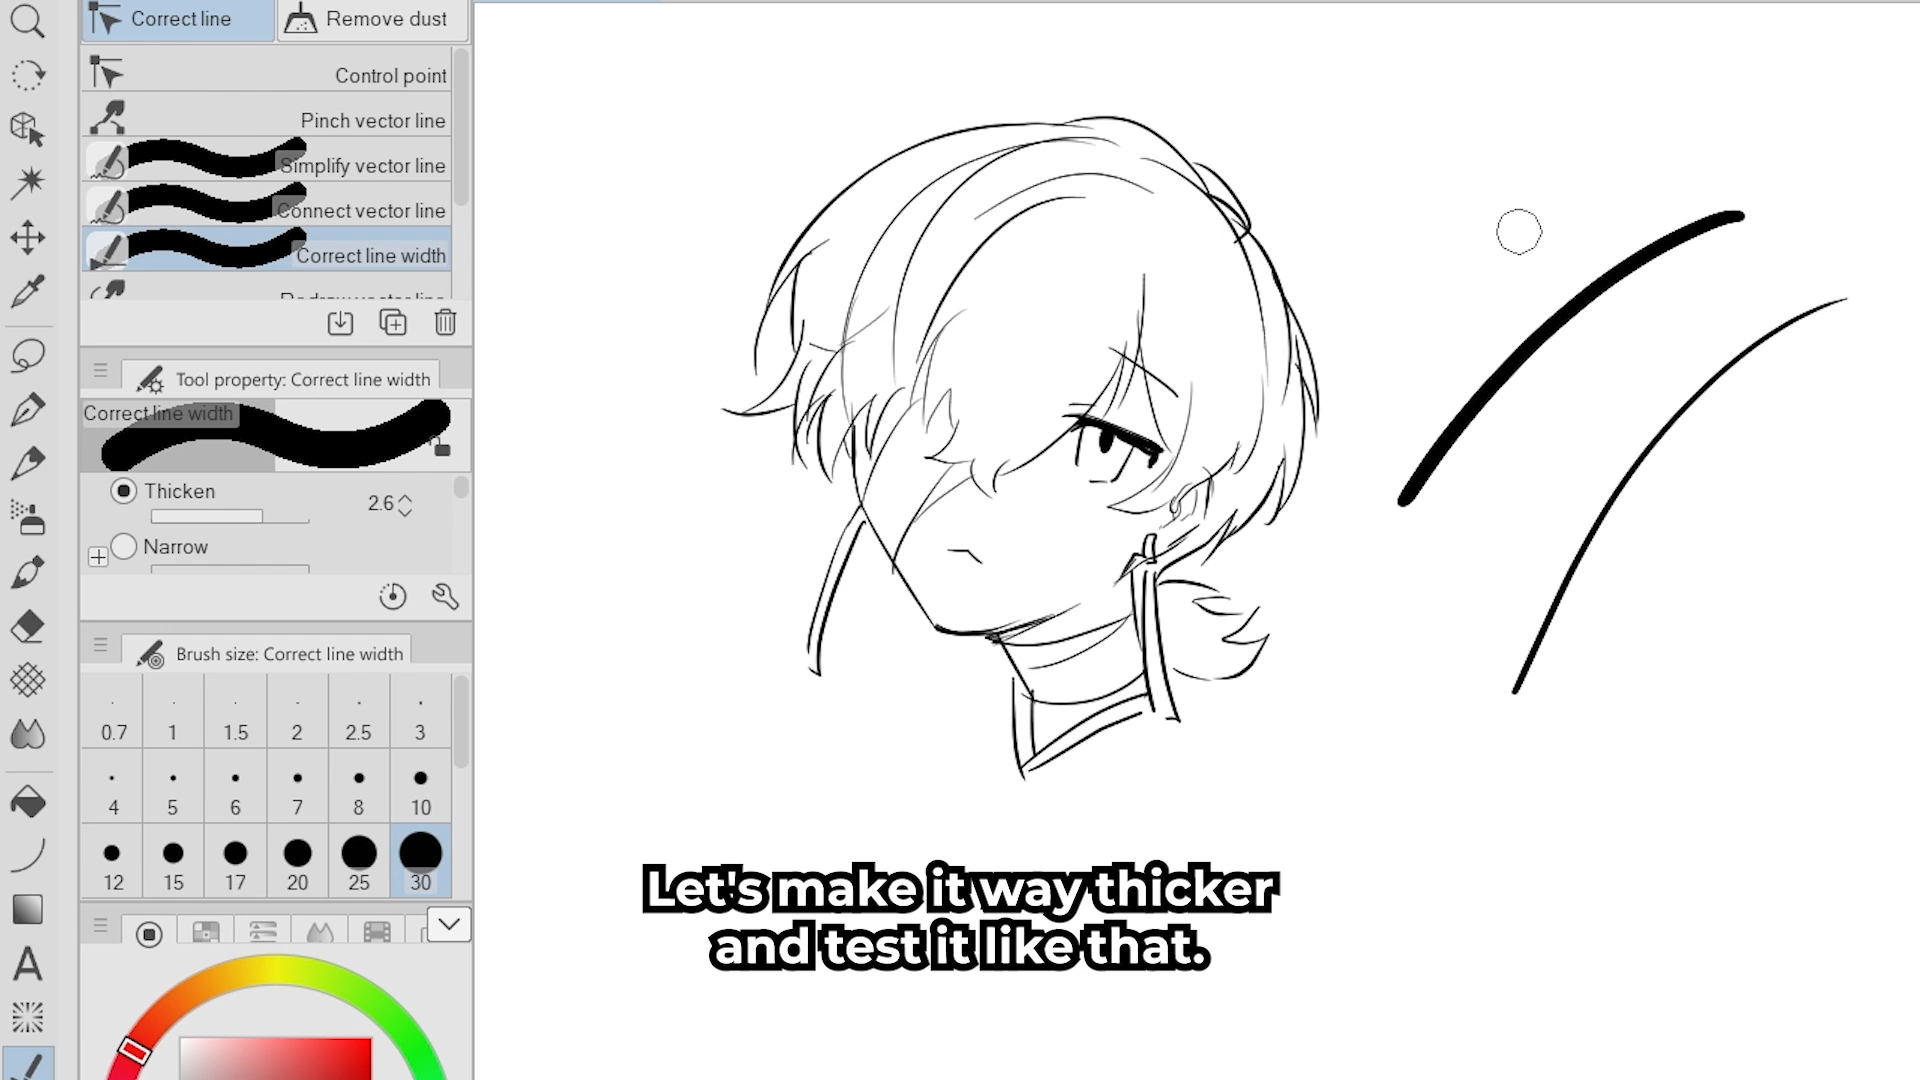 Correct line
Remove dust
Control point
Pinch vector line
Simplify vector line
Connect vector line
Correct line width
Redraw vector line
Tool property: Correct line width
Correct line width
Thicken
2.6
Narrow
Brush size: Correct line width
0.7 1 1.5 2 2.5 3
4 5 6 7 8 10
12 15 17 20 25 30
A
Let's make it way thicker
and test it like that.